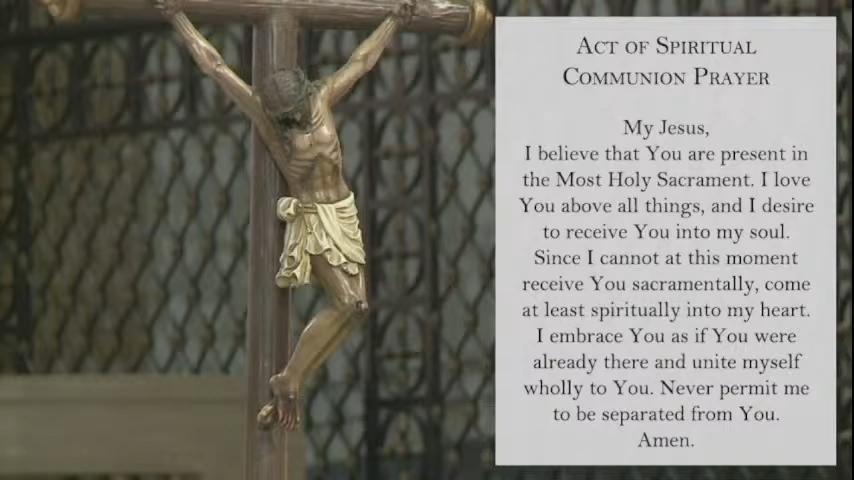 Act of Spiritual
Communion Prayer
My Jesus,
I believe that You are present in
the Most Holy Sacrament. I love
You above all things, and I desire
to receive You into my soul.
Since I cannot at this moment
receive You sacramentally, come
at least spiritually into my heart.
I embrace You as if You were
already there and unite myself
wholly to You. Never permit me
to be separated from You.
Amen.